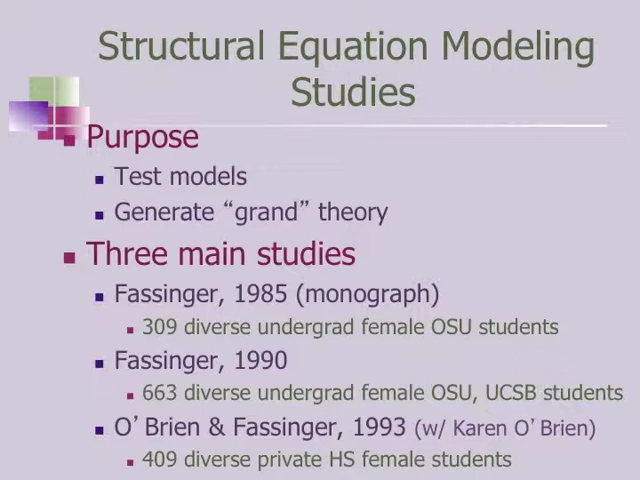 Structural Equation Modeling
Studies
Purpose
Test models
Generate “grand” theory
Three main studies
Fassinger, 1985 (monograph)
309 diverse undergrad female OSU students
Fassinger, 1990
663 diverse undergrad female OSU, UCSB students
O’Brien & Fassinger, 1993 (w/ Karen O’Brien)
409 diverse private HS female students